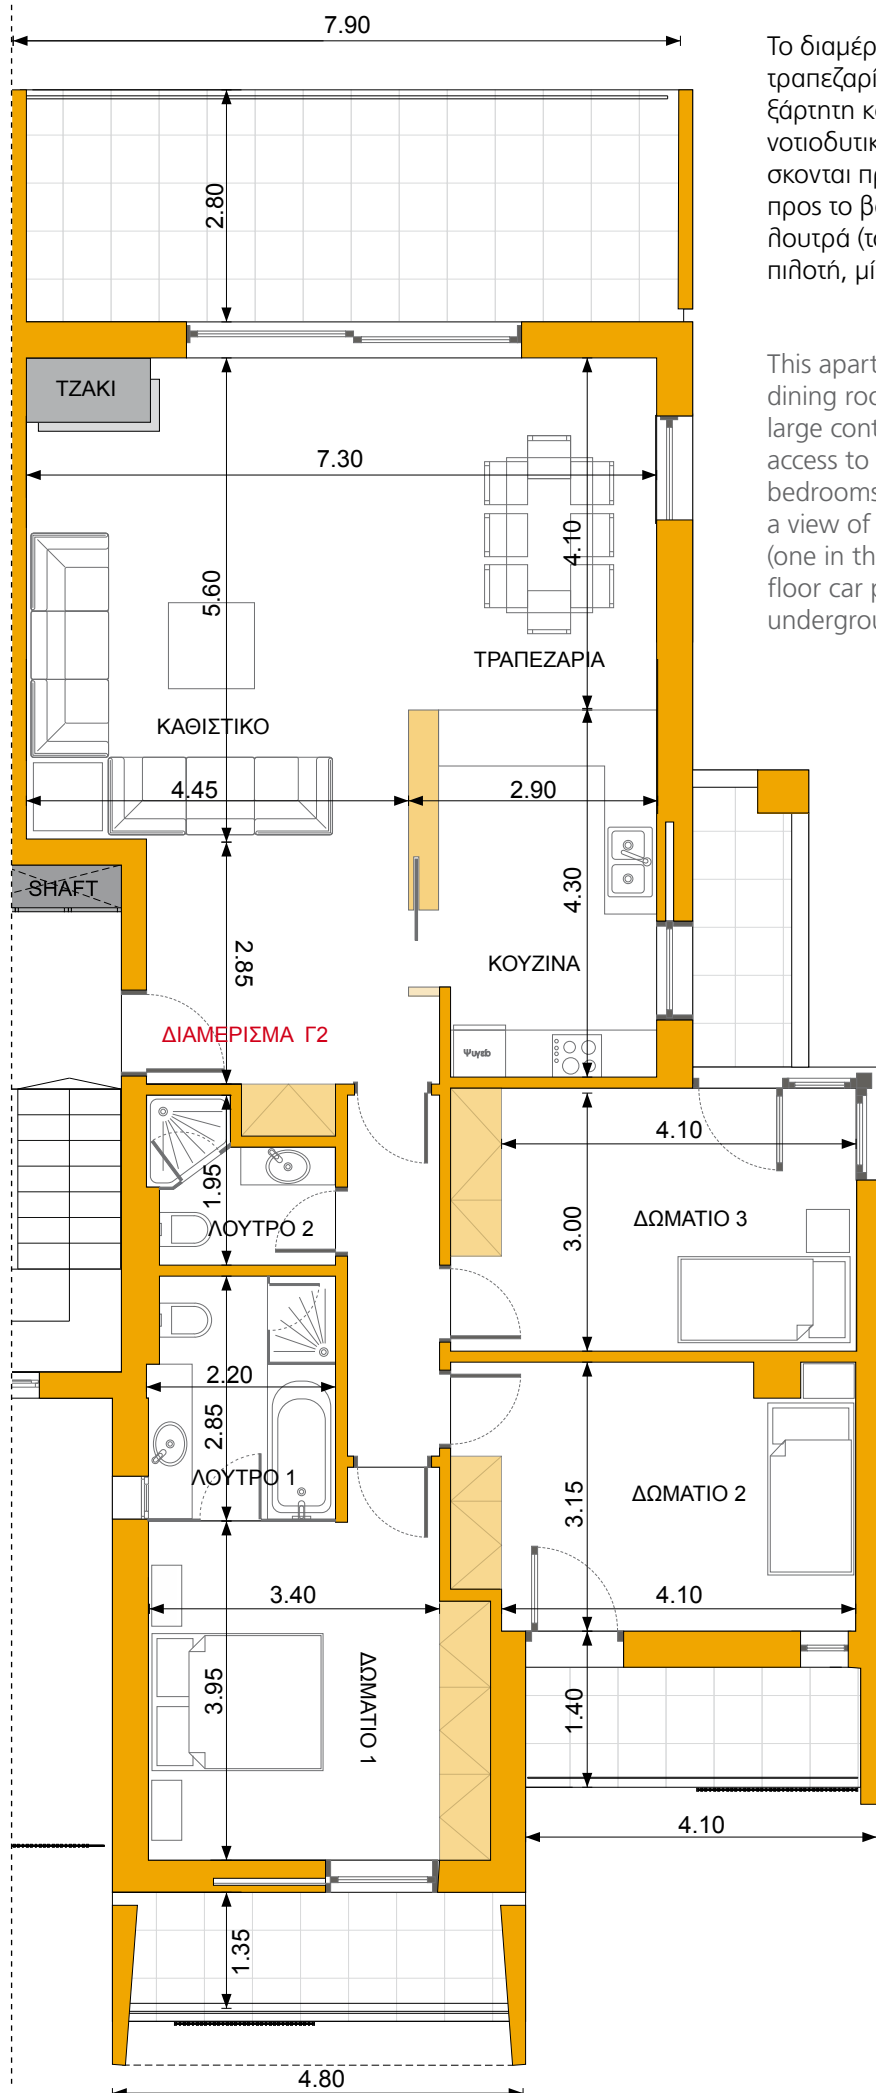 7.90
Το διαμέρ
τραπεζαρί
ξάρτητη κ
νοτιοδυτικ
σκονται πρ
προς το β
λουτρά (το
πιλοτή, μί
2.80
This apart
dining roo
large cont
access to
bedrooms
a view of
(one in th
floor car p
undergrou
ΤΖΑΚΙ
7.30
4.10
5.60
ΤΡΑΠΕΖΑΡΙΑ
ΚΑΘΙΣΤΙΚΟ
4.45
2.90
SHAFT
4.30
2.85
ΚΟΥΖΙΝΑ
ΔΙΑΜΕΡΙΣΜΑ Γ2
Ψυγείο
4.10
1.95
ΛΟΥΤΡΟ 2
3.00
ΔΩΜΑΤΙΟ 3
2.20
2.85
ΛΟΥΤΡΟ 1
3.15
ΔΩΜΑΤΙΟ 2
3.40
4.10
3.95
ΔΩΜΑΤΙΟ 1
1.40
4.10
1.35
4.80